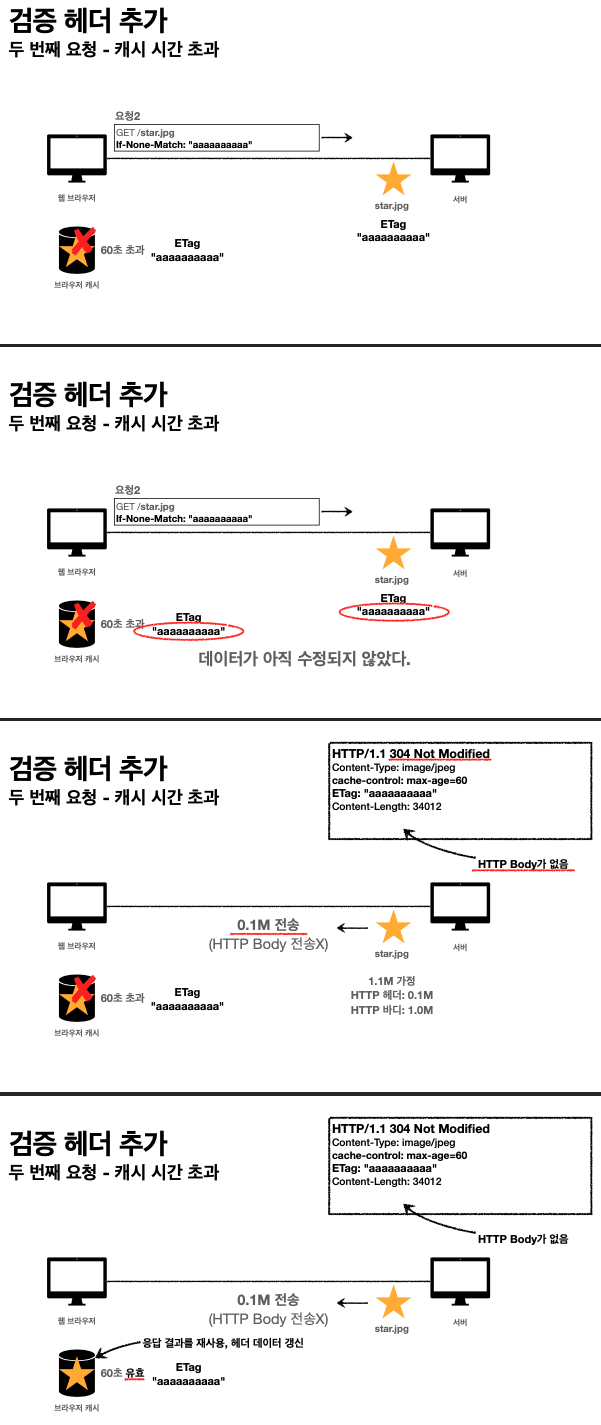 검증 헤더 추가
두 번째 요청 - 캐시 시간 초과
요청2
GET /star.jpg
If-None-Match: "aaaaaaaaaa"
웹 브라우저
star.jpg
서버
ETag
"aaaaaaaaaa"
60초 초과
ETag
"aaaaaaaaaa"
브라우저 캐시
검증 헤더 추가
두 번째 요청 - 캐시 시간 초과
요청2
GET /star.jpg
If-None-Match: "aaaaaaaaaa"
웹 브라우저
star.jpg
서버
ETag
"aaaaaaaaaa"
60초 초과
ETag
"aaaaaaaaaa"
브라우저 캐시
데이터가 아직 수정되지 않았다.
검증 헤더 추가
두 번째 요청 - 캐시 시간 초과
HTTP/1.1 304 Not Modified
Content-Type: image/jpeg
cache-control: max-age=60
ETag: "aaaaaaaaaa"
Content-Length: 34012
HTTP Body가 없음
0.1M 전송
(HTTP Body 전송X)
웹 브라우저
star.jpg
서버
1.1M 가정
HTTP 헤더: 0.1M
HTTP 바디: 1.0M
60초 초과
ETag
"aaaaaaaaaa"
브라우저 캐시
검증 헤더 추가
두 번째 요청 - 캐시 시간 초과
HTTP/1.1 304 Not Modified
Content-Type: image/jpeg
cache-control: max-age=60
ETag: "aaaaaaaaaa"
Content-Length: 34012
HTTP Body가 없음
0.1M 전송
(HTTP Body 전송X)
웹 브라우저
star.jpg
서버
응답 결과를 재사용, 헤더 데이터 갱신
60초 유효
ETag
"aaaaaaaaaa"
브라우저 캐시